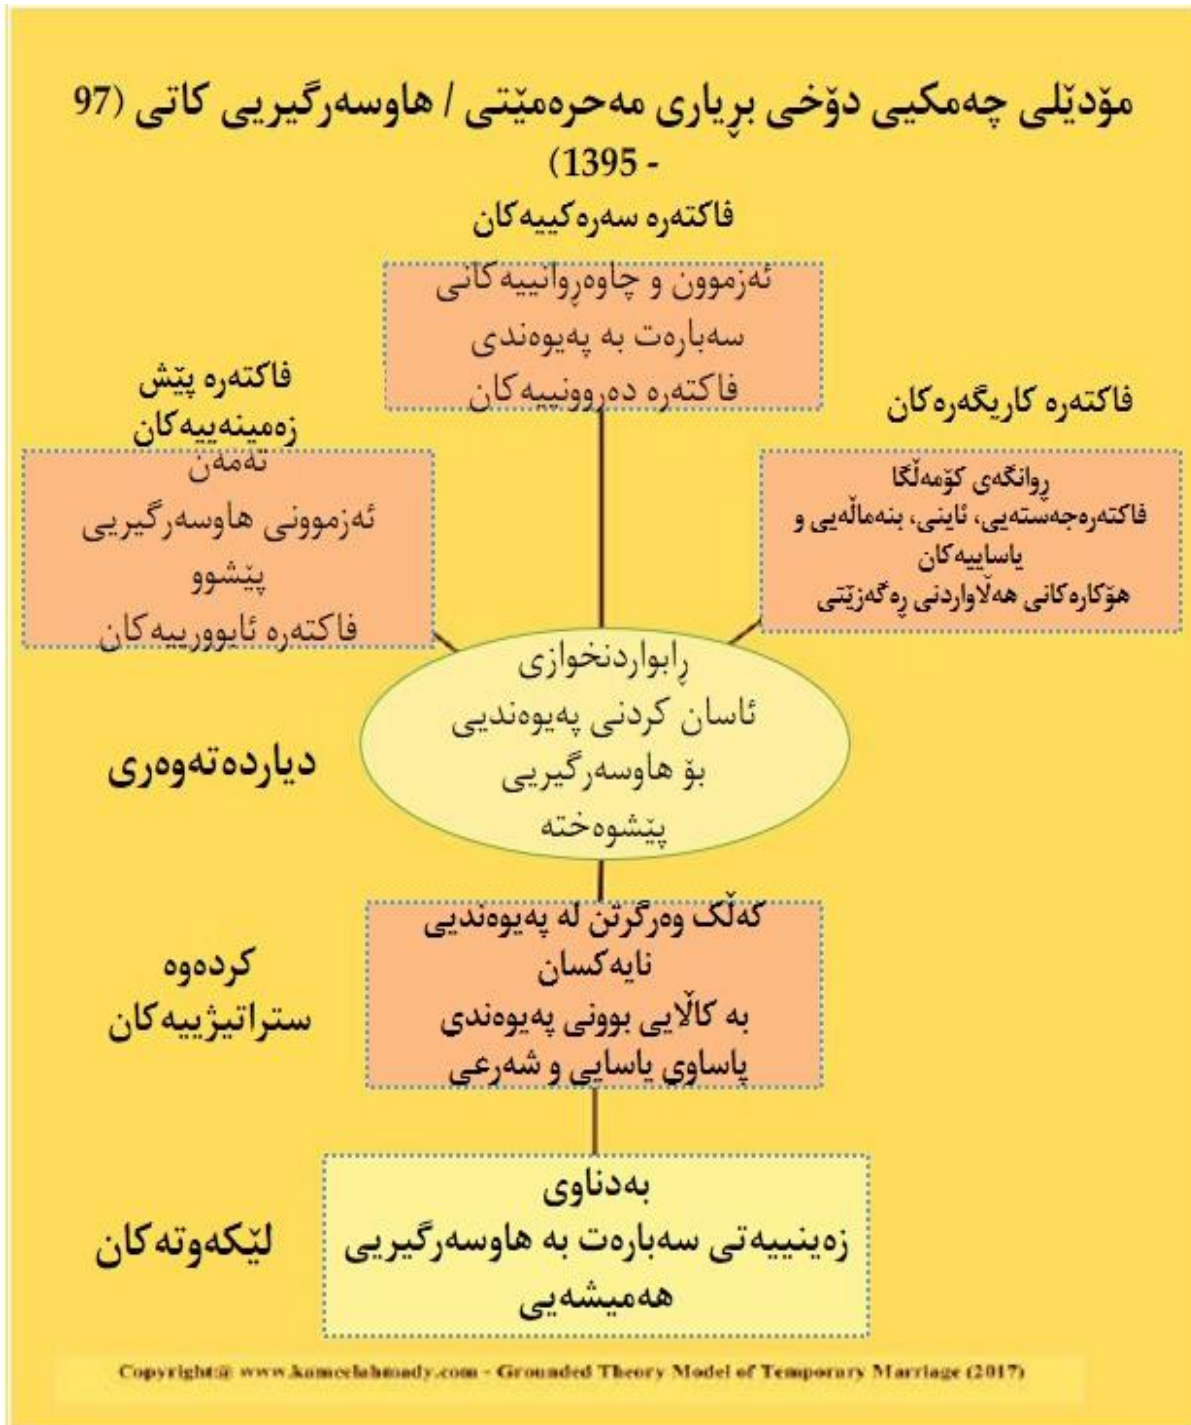 مۆدێلی چەمکیی دۆخی بڕیاری مەحرەمێتی / هاوسەرگیریی کاتی (97
- 1395)
فاکتەرە سەرەکییەکان
ئەزموون و چاوەڕوانییەکانی
سەبارەت بە پەیوەندی
فاکتەرە دەروونییەکان
فاکتەرە پێش
زەمینەییەکان
تەمەن
ئەزموونی هاوسەرگیریی
پێشوو
فاکتەرە ئابوورییەکان
فاکتەرە کاریگەرەکان
ڕوانگەی کۆمەڵگا
فاکتەرەجەستەیی، ئاینی، بنەماڵەیی و
یاساییەکان
هۆکارەکانی هەڵاواردنی ڕەگەزێتی
ڕابواردنخوازی
ئاسان کردنی پەیوەندیی
بۆ هاوسەرگیریی
پێشوەختە
دیاردەتەوەری
کەڵک وەرگرتن لە پەیوەندیی
نایەکسان
بە کاڵایی بوونی پەیوەندی
پاساوی یاسایی و شەرعی
کردەوە
ستراتیژییەکان
بەدناوی
زەینییەتی سەبارەت بە هاوسەرگیریی
هەمیشەیی
لێکەوتەکان
Copyright@ www.kameelahmady.com - Grounded Theory Model of Temporary Marriage (2017)